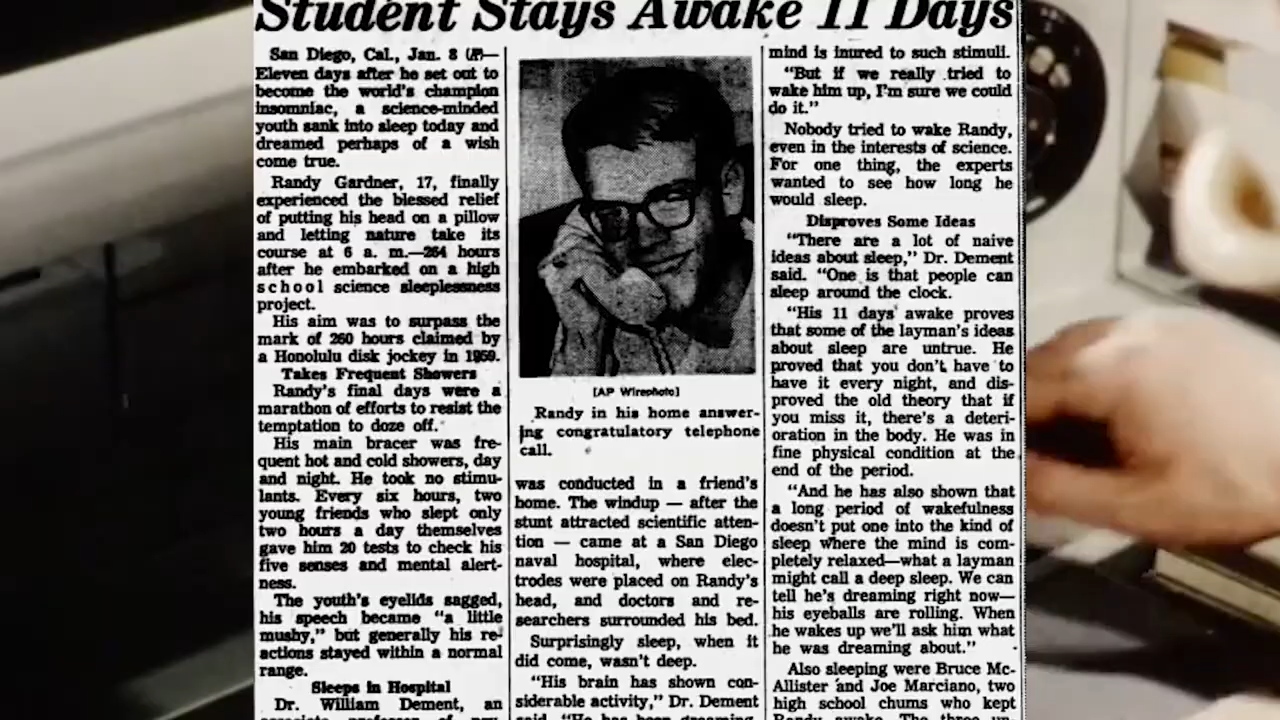 Student Stays Awake 11 Days
San Diego, Cal., Jan. 8 (AP)—
Eleven days after he set out to
become the world's champion
insomniac, a science-minded
youth sank into sleep today and
dreamed perhaps of a wish
come true.
Randy Gardner, 17, finally
experienced the blessed relief
of putting his head on a pillow
and letting nature take its
course at 6 a. m.—264 hours
after he embarked on a high
school science sleeplessness
project.
His aim was to surpass the
mark of 260 hours claimed by
a Honolulu disk jockey in 1959.
Takes Frequent Showers
Randy's final days were a
marathon of efforts to resist the
temptation to doze off.
His main bracer was fre-
quent hot and cold showers, day
and night. He took no stimu-
lants. Every six hours, two
young friends who slept only
two hours a day themselves
gave him 20 tests to check his
five senses and mental alert-
ness.
The youth's eyelids sagged,
his speech became "a little
mushy," but generally his re-
actions stayed within a normal
range.
Sleeps in Hospital
Dr. William Dement, an
[AP Wirephoto]
Randy in his home answer-
ing congratulatory telephone
call.
was conducted in a friend's
home. The windup — after the
stunt attracted scientific atten-
tion — came at a San Diego
naval hospital, where elec-
trodes were placed on Randy's
head, and doctors and re-
searchers surrounded his bed.
Surprisingly sleep, when it
did come, wasn't deep.
"His brain has shown con-
siderable activity," Dr. Dement
mind is inured to such stimuli.
"But if we really tried to
wake him up, I'm sure we could
do it."
Nobody tried to wake Randy,
even in the interests of science.
For one thing, the experts
wanted to see how long he
would sleep.
Disproves Some Ideas
"There are a lot of naive
ideas about sleep," Dr. Dement
said. "One is that people can
sleep around the clock.
"His 11 days' awake proves
that some of the layman's ideas
about sleep are untrue. He
proved that you don't have to
have it every night, and dis-
proved the old theory that if
you miss it, there's a deteri-
oration in the body. He was in
fine physical condition at the
end of the period.
"And he has also shown that
a long period of wakefulness
doesn't put one into the kind of
sleep where the mind is com-
pletely relaxed—what a layman
might call a deep sleep. We can
tell he's dreaming right now—
his eyeballs are rolling. When
he wakes up we'll ask him what
he was dreaming about."
Also sleeping were Bruce Mc-
Allister and Joe Marciano, two
high school chums who kept